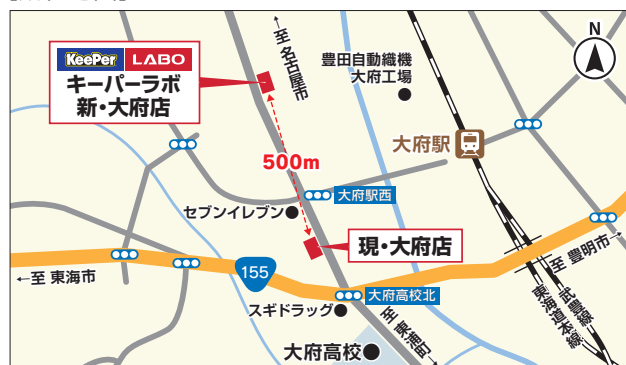 KeePer LABO
キーパーラボ
新・大府店
←至 名古屋市
豊田自動織機
大府工場
N
大府駅
500m
大府駅西
セブンイレブン
現・大府店
←至 東海市
155
至 豊明市→
大府高校北
スギドラッグ
至 東浦町→
武豊線
東海道本線
大府高校